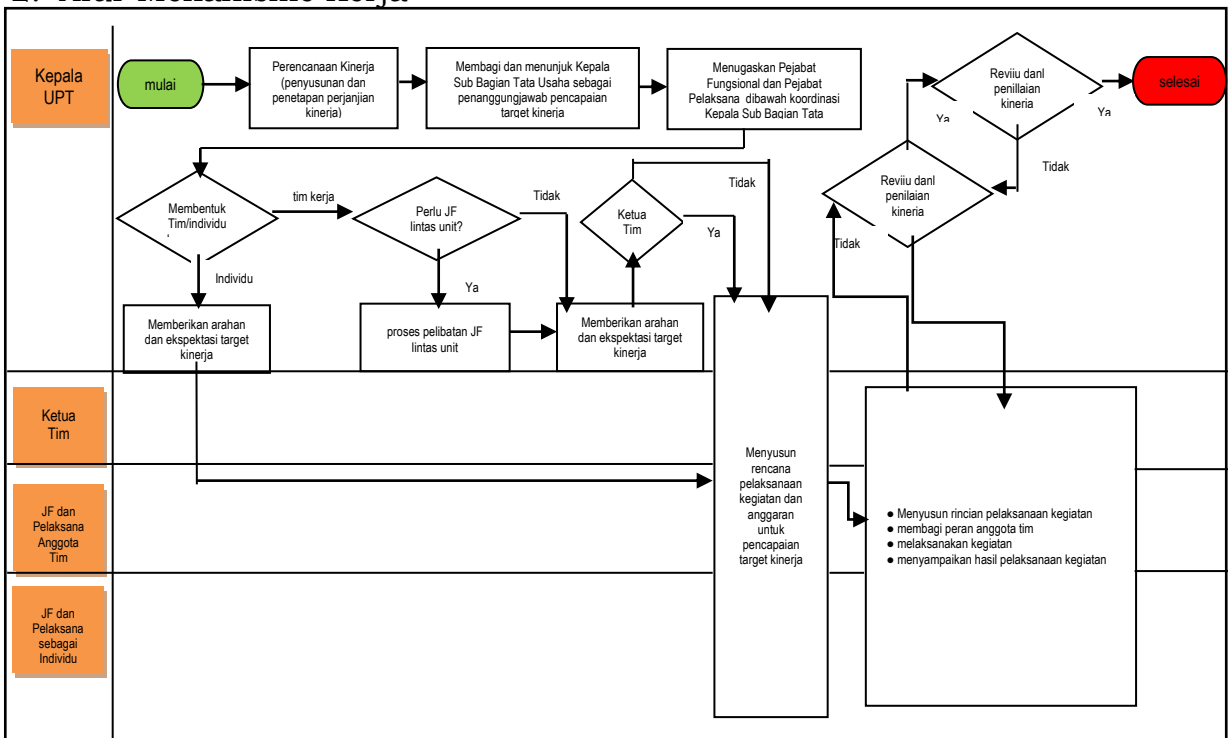 Kepala
UPT
mulai
Perencanaan Kinerja
(penyusunan dan
penetapan perjanjian
kinerja)
Membagi dan menunjuk Kepala
Sub Bagian Tata Usaha sebagai
penanggungjawab pencapaian
target kinerja
Menugaskan Pejabat
Fungsional dan Pejabat
Pelaksana dibawah koordinasi
Kepala Sub Bagian Tata
Reviiu danl
penillaian
kineria
Ya
Ya
selesai
Tidak
Reviiu danl
penilaian
kineria
Tidak
Membentuk
Tim/individu
tim kerja
Perlu JF
lintas unit?
Tidak
Ketua
Tim
Tidak
Ya
Individu
Ya
Memberikan arahan
dan ekspektasi target
kinerja
proses pelibatan JF
lintas unit
Memberikan arahan
dan ekspektasi target
kinerja
Ketua
Tim
Menyusun
rencana
pelaksanaan
kegiatan dan
anggaran
untuk
pencapaian
target kinerja
JF dan
Pelaksana
Anggota
Tim
● Menyusun rincian pelaksanaan kegiatan
● membagi peran anggota tim
● melaksanakan kegiatan
● menyampaikan hasil pelaksanaan kegiatan
JF dan
Pelaksana
sebagai
Individu